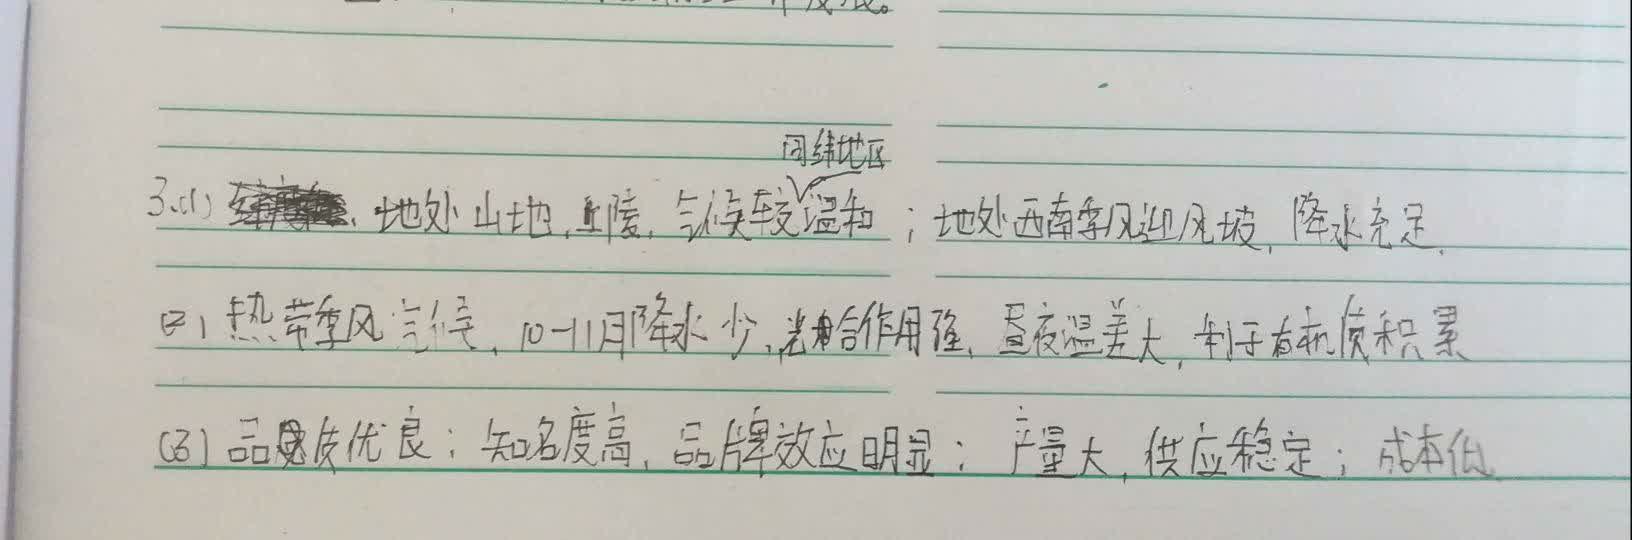 同纬地区
3.(1) 地处山地、丘陵,气候较温和;地处西南季风迎风坡,降水充足.
(2) 热带季风气候,10-11月降水少,光合作用强,昼夜温差大,利于有机质积累
(3) 品质优良;知名度高,品牌效应明显;产量大,供应稳定;成本低